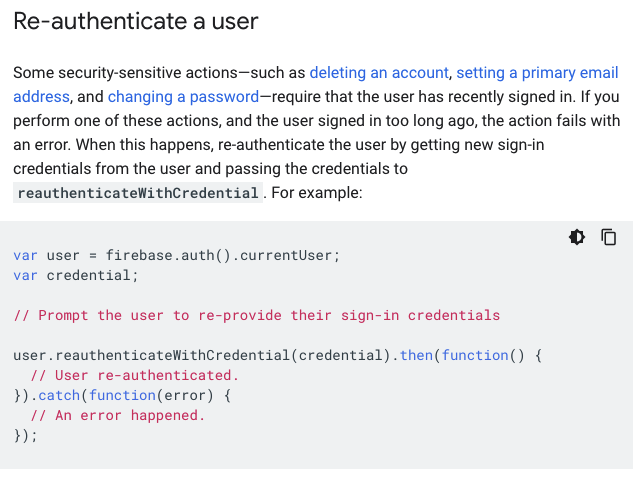 Re-authenticate a user
Some security-sensitive actions—such as deleting an account, setting a primary email
address, and changing a password—require that the user has recently signed in. If you
perform one of these actions, and the user signed in too long ago, the action fails with
an error. When this happens, re-authenticate the user by getting new sign-in
credentials from the user and passing the credentials to
reauthenticateWithCredential. For example:
var user = firebase.auth().currentUser;
var credential;
// Prompt the user to re-provide their sign-in credentials
user.reauthenticateWithCredential(credential).then(function() {
  // User re-authenticated.
}).catch(function(error) {
  // An error happened.
});